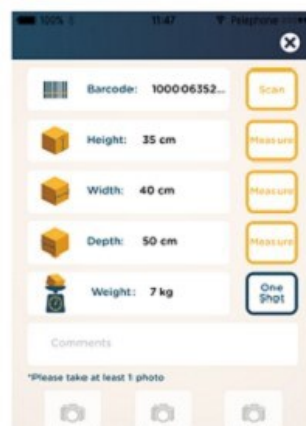 100%
11:47
Pelephone
Barcode: 100006352... Scan
Height: 35 cm Measure
Width: 40 cm Measure
Depth: 50 cm Measure
Weight: 7 kg One Shot
Comments
*Please take at least 1 photo